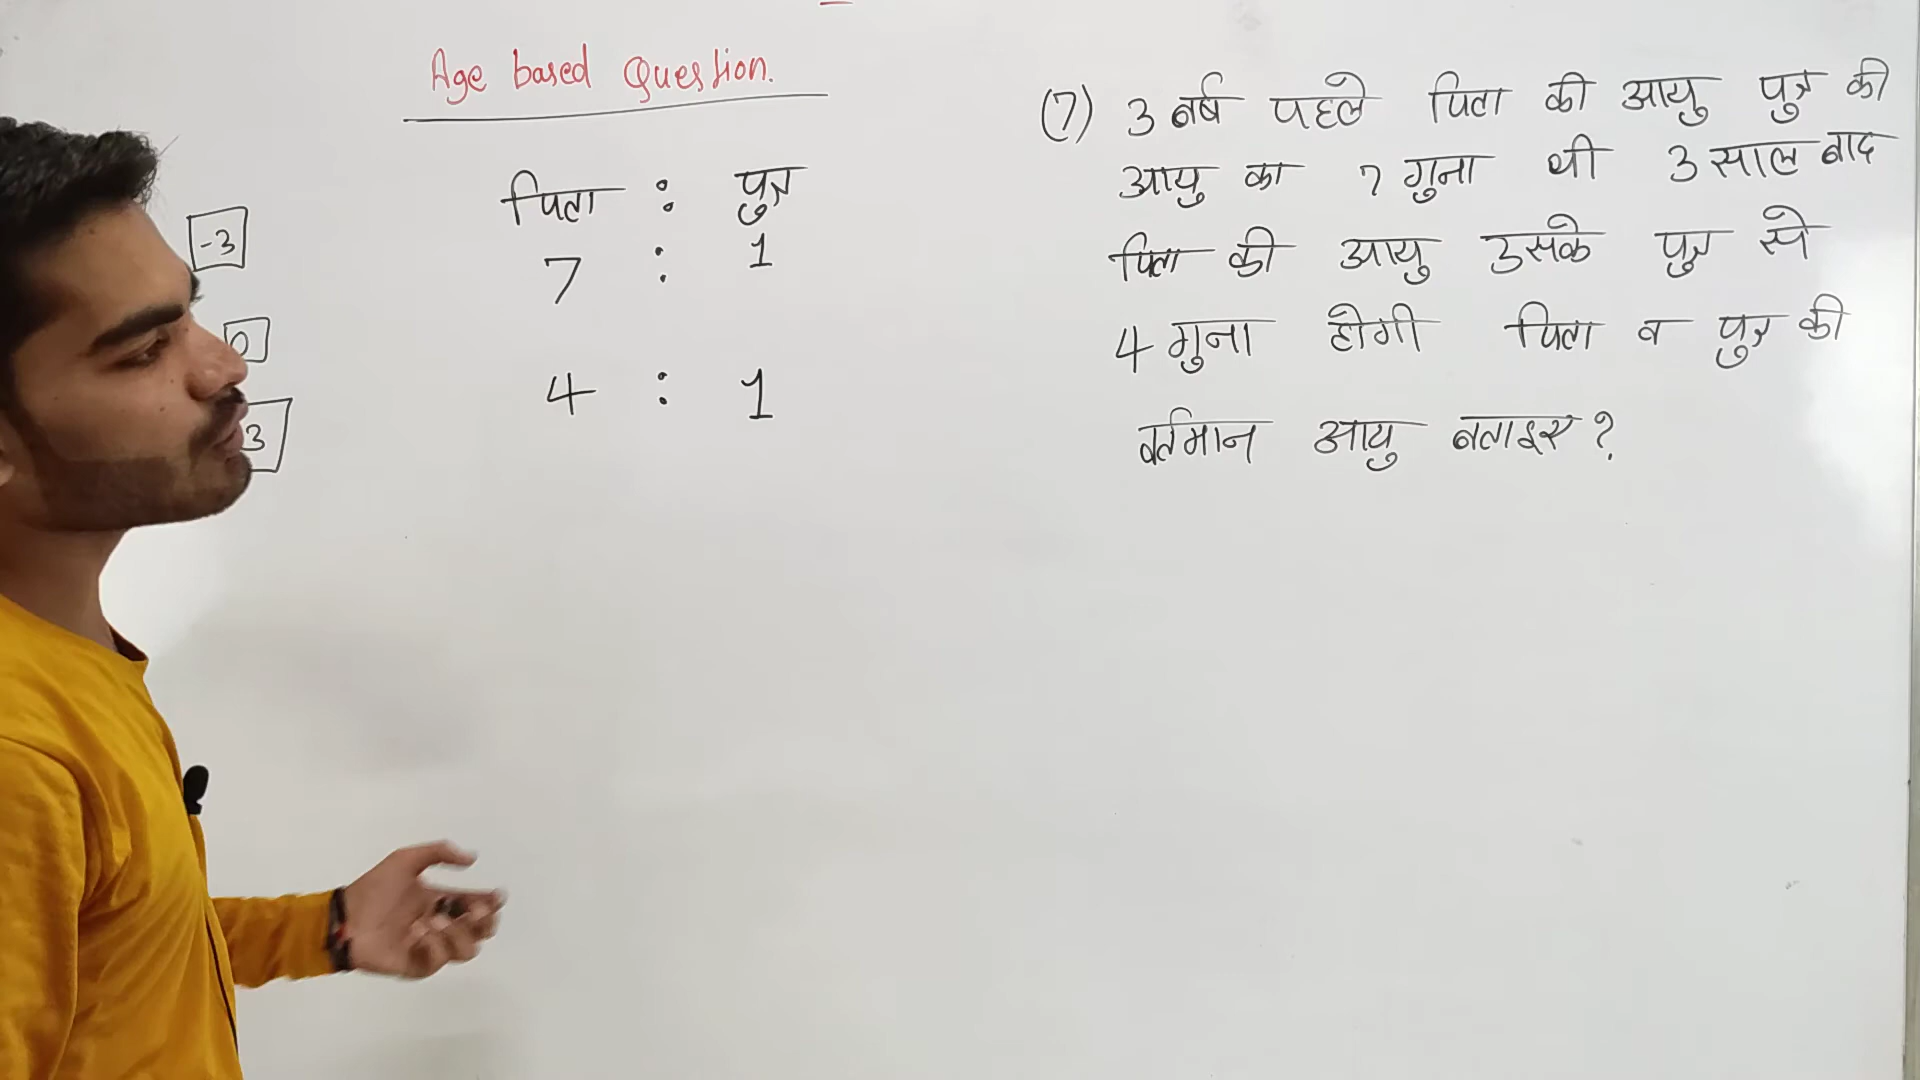 Age based Question.
पिता : पुत्र
-3
7 : 1
0
4 : 1
3
(7) 3 वर्ष पहले पिता की आयु पुत्र की
आयु का 7 गुना थी 3 साल बाद
पिता की आयु उसके पुत्र से
4 गुना होगी पिता व पुत्र की
वर्तमान आयु बताइए ?